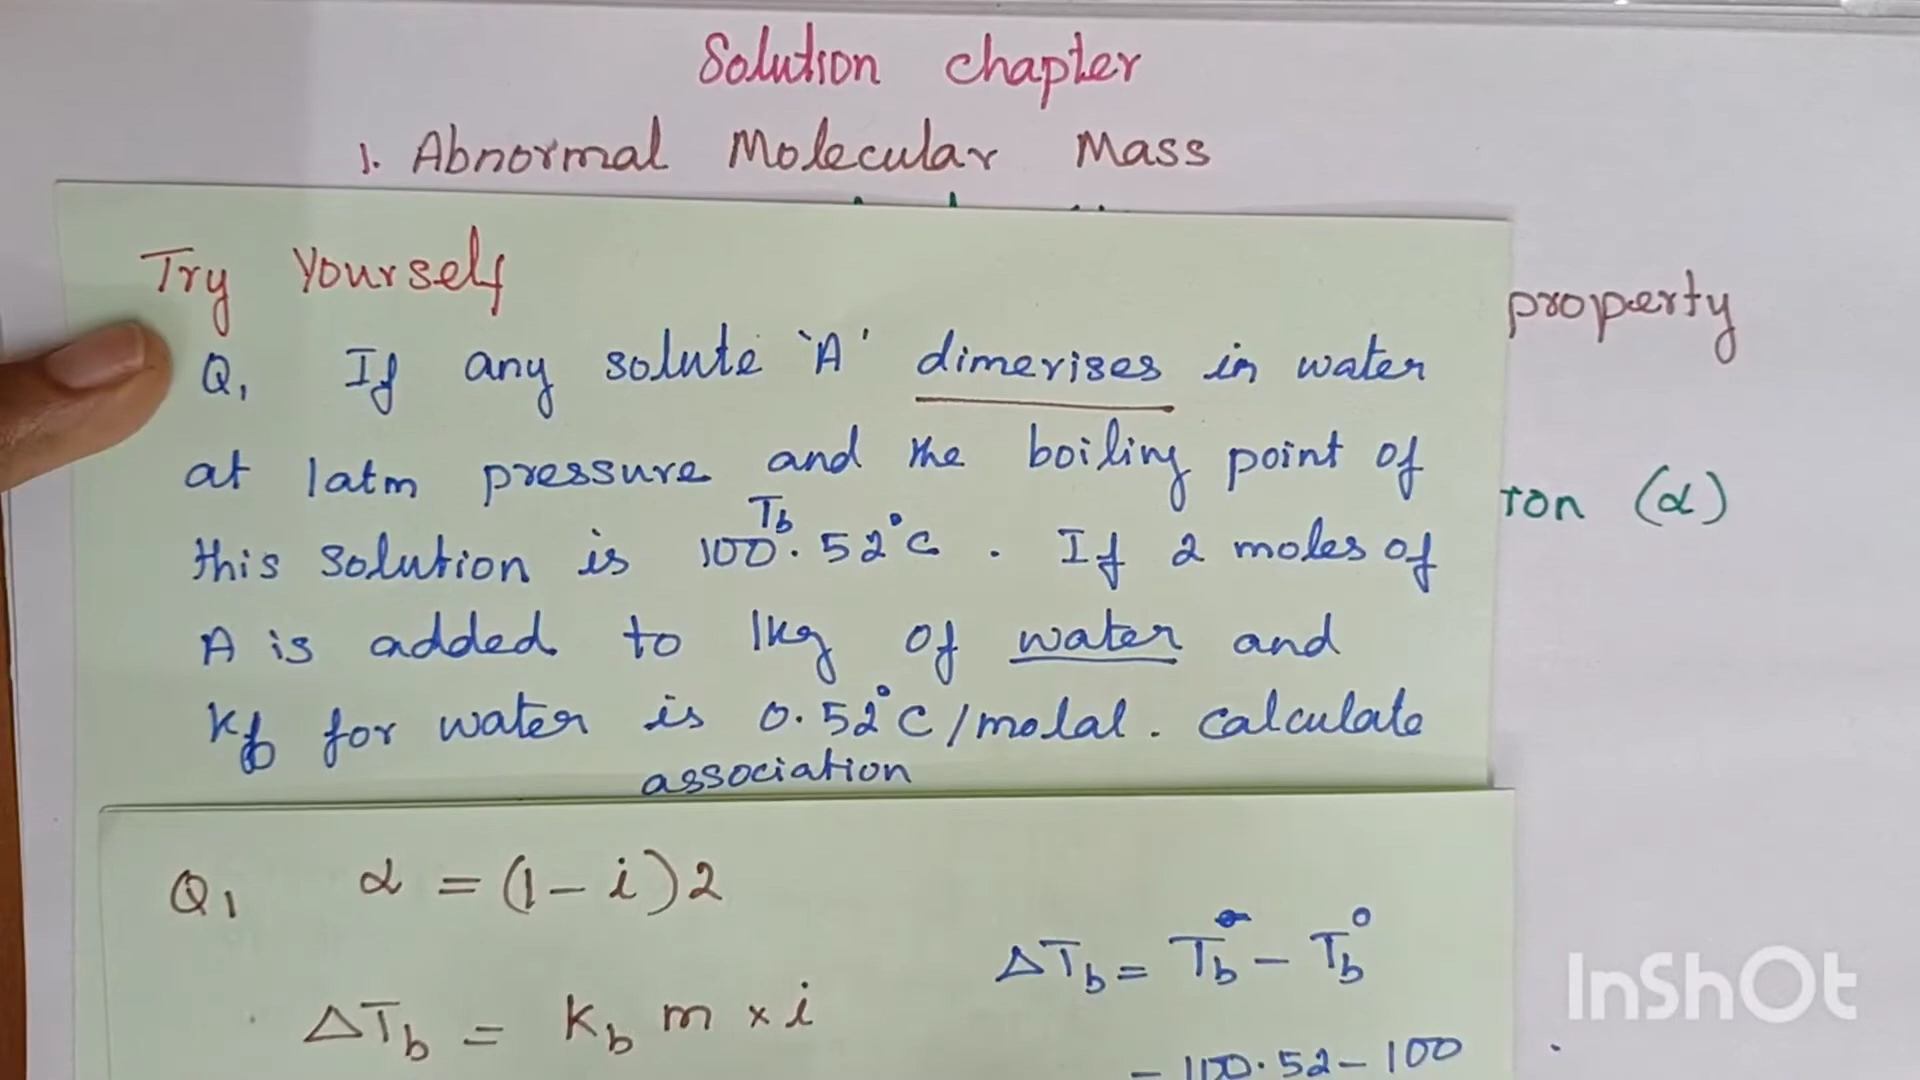 Solution chapter
1. Abnormal Molecular Mass
Try Yourself
property
Q1 If any solute 'A' dimerises in water
at 1atm pressure and the boiling point of
(α)
Tb
this solution is 100°.52°C. If 2 moles of
A is added to 1kg of water and
Kb for water is 0.52°C/molal. Calculate
association
Q1 α = (1-i)2
ΔTb = Tb - Tb°
ΔTb = Kb m × i
= 100.52-100
InShOt